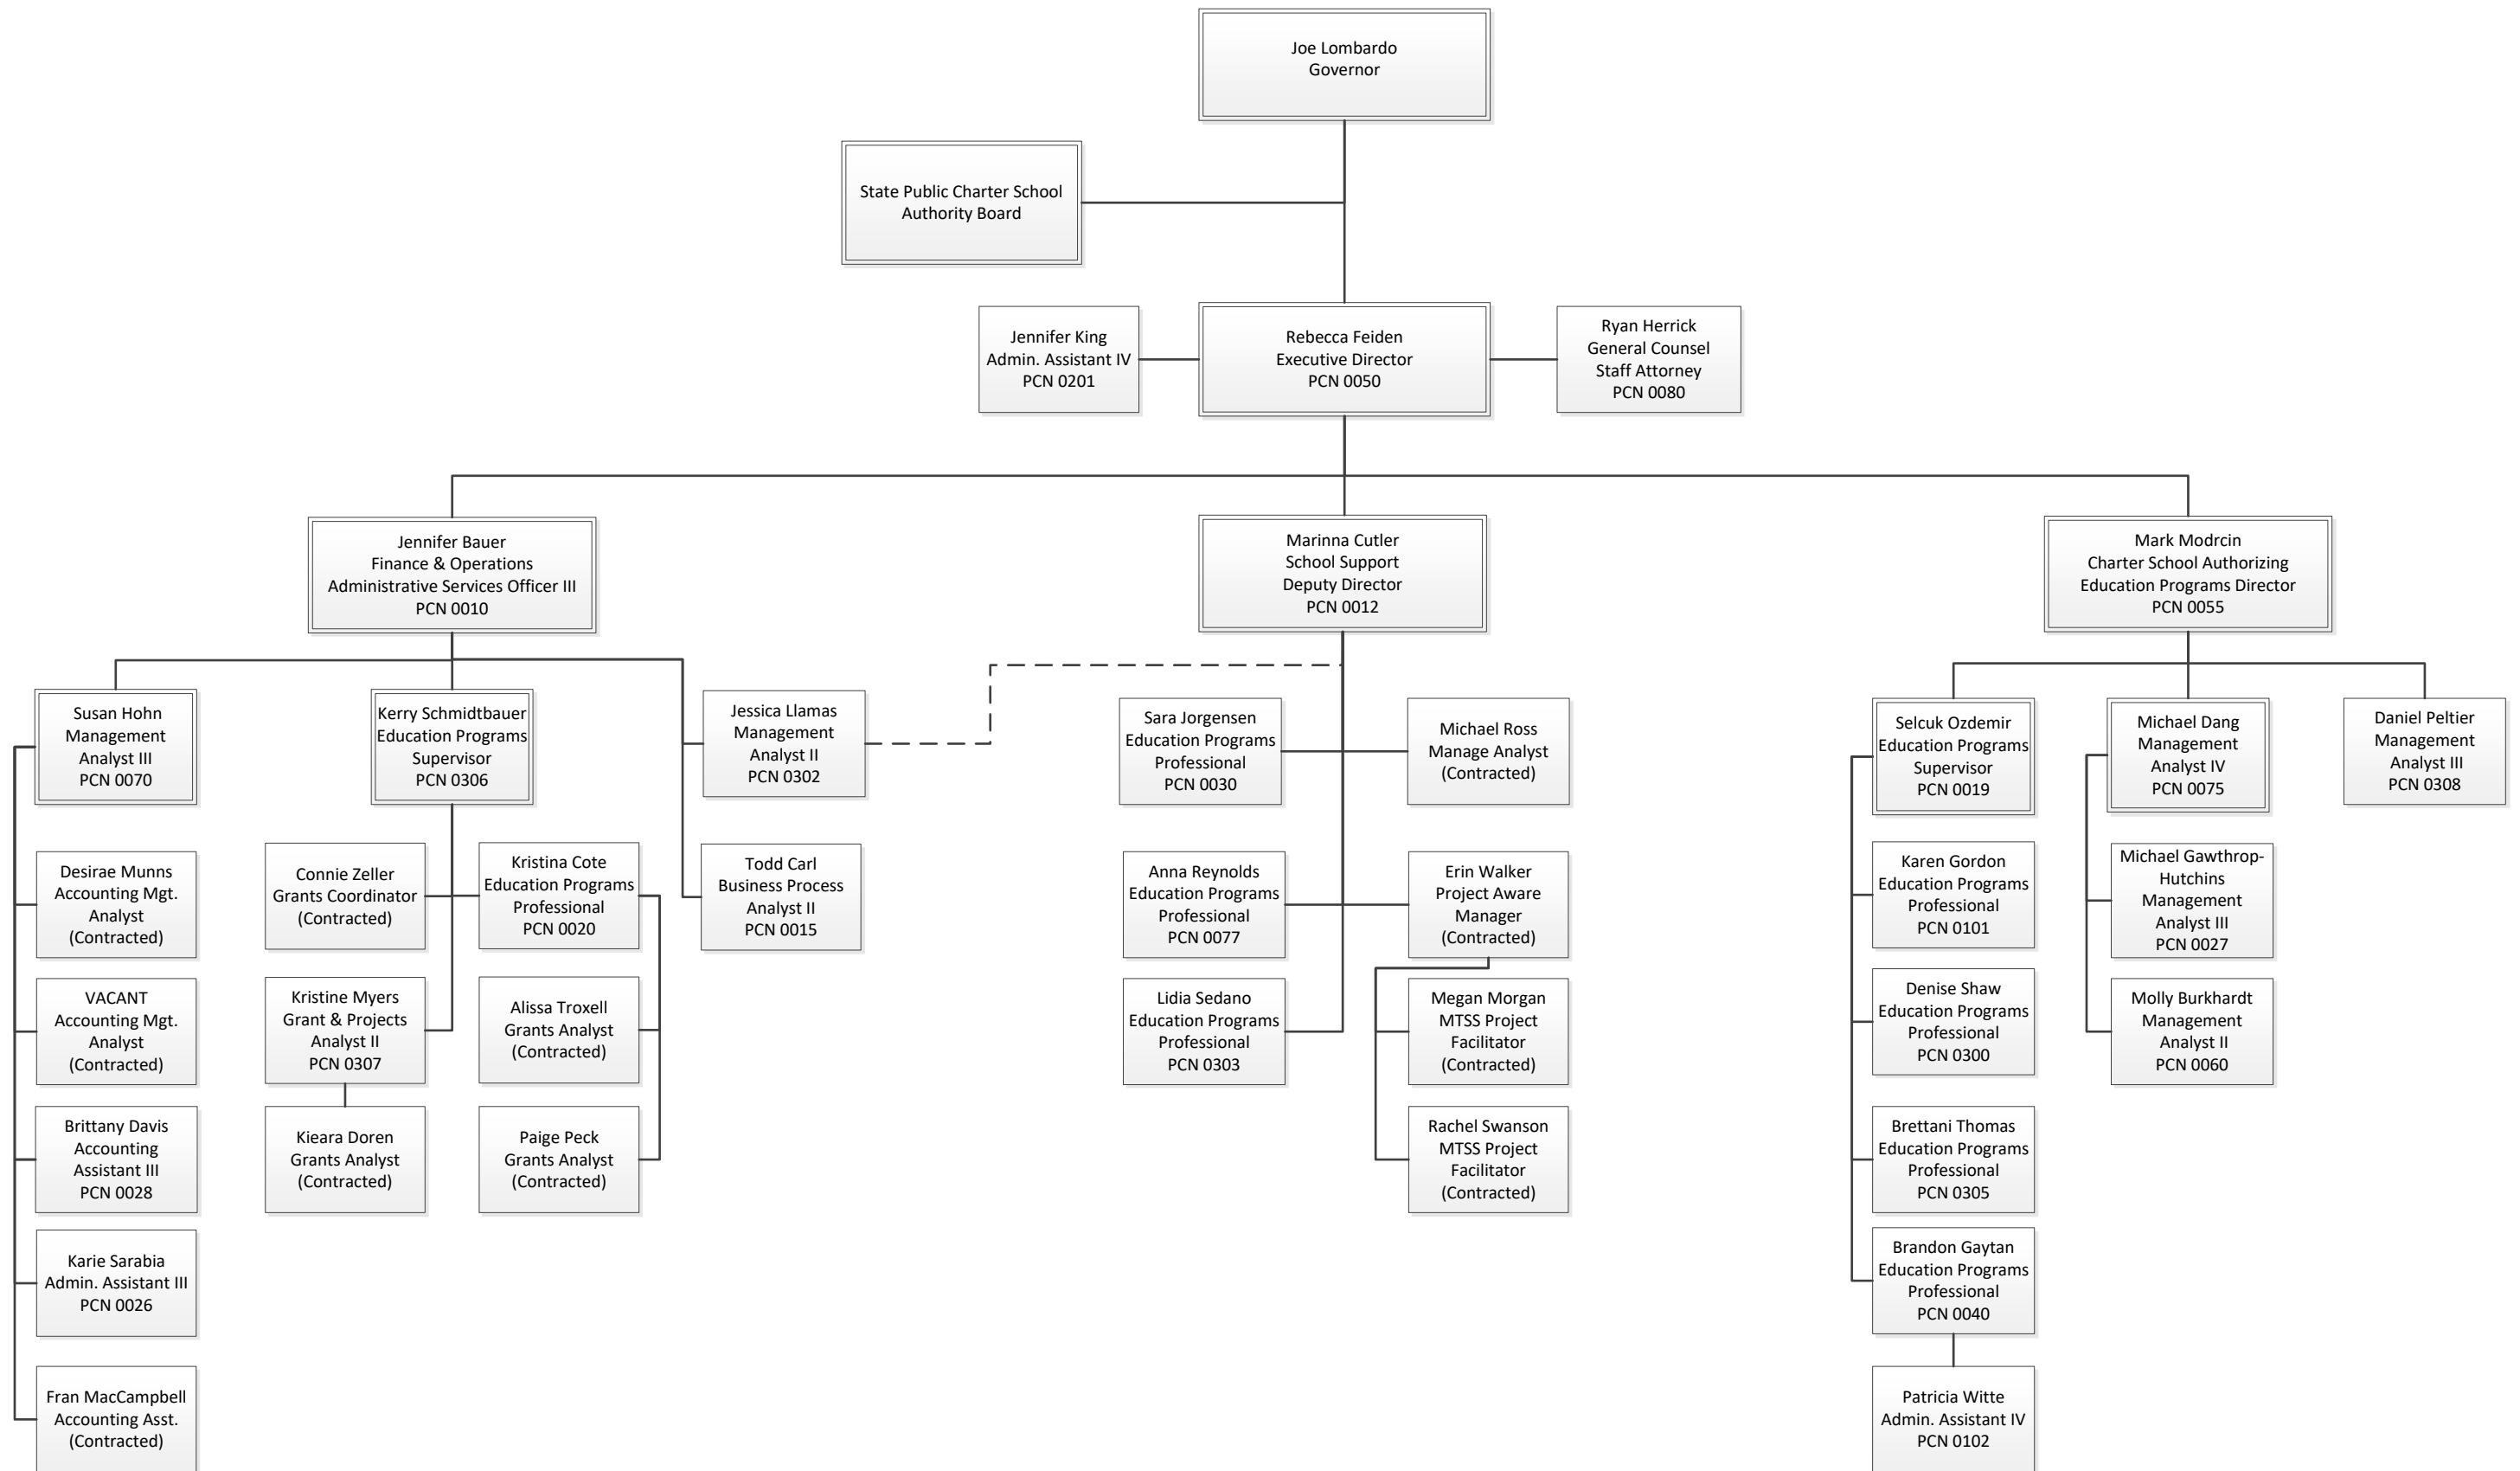 Joe Lombardo
Governor
State Public Charter School
Authority Board
Jennifer King
Admin. Assistant IV
PCN 0201
Rebecca Feiden
Executive Director
PCN 0050
Ryan Herrick
General Counsel
Staff Attorney
PCN 0080
Jennifer Bauer
Finance & Operations
Administrative Services Officer III
PCN 0010
Marinna Cutler
School Support
Deputy Director
PCN 0012
Mark Modrcin
Charter School Authorizing
Education Programs Director
PCN 0055
Susan Hohn
Management
Analyst III
PCN 0070
Kerry Schmidtbauer
Education Programs
Supervisor
PCN 0306
Jessica Llamas
Management
Analyst II
PCN 0302
Sara Jorgensen
Education Programs
Professional
PCN 0030
Michael Ross
Manage Analyst
(Contracted)
Selcuk Ozdemir
Education Programs
Supervisor
PCN 0019
Michael Dang
Management
Analyst IV
PCN 0075
Daniel Peltier
Management
Analyst III
PCN 0308
Desirae Munns
Accounting Mgt.
Analyst
(Contracted)
Connie Zeller
Grants Coordinator
(Contracted)
Kristina Cote
Education Programs
Professional
PCN 0020
Todd Carl
Business Process
Analyst II
PCN 0015
Anna Reynolds
Education Programs
Professional
PCN 0077
Erin Walker
Project Aware
Manager
(Contracted)
Karen Gordon
Education Programs
Professional
PCN 0101
Michael Gawthrop-
Hutchins
Management
Analyst III
PCN 0027
VACANT
Accounting Mgt.
Analyst
(Contracted)
Kristine Myers
Grant & Projects
Analyst II
PCN 0307
Alissa Troxell
Grants Analyst
(Contracted)
Lidia Sedano
Education Programs
Professional
PCN 0303
Megan Morgan
MTSS Project
Facilitator
(Contracted)
Denise Shaw
Education Programs
Professional
PCN 0300
Molly Burkhardt
Management
Analyst II
PCN 0060
Brittany Davis
Accounting
Assistant III
PCN 0028
Kieara Doren
Grants Analyst
(Contracted)
Paige Peck
Grants Analyst
(Contracted)
Rachel Swanson
MTSS Project
Facilitator
(Contracted)
Brettani Thomas
Education Programs
Professional
PCN 0305
Karie Sarabia
Admin. Assistant III
PCN 0026
Brandon Gaytan
Education Programs
Professional
PCN 0040
Fran MacCampbell
Accounting Asst.
(Contracted)
Patricia Witte
Admin. Assistant IV
PCN 0102